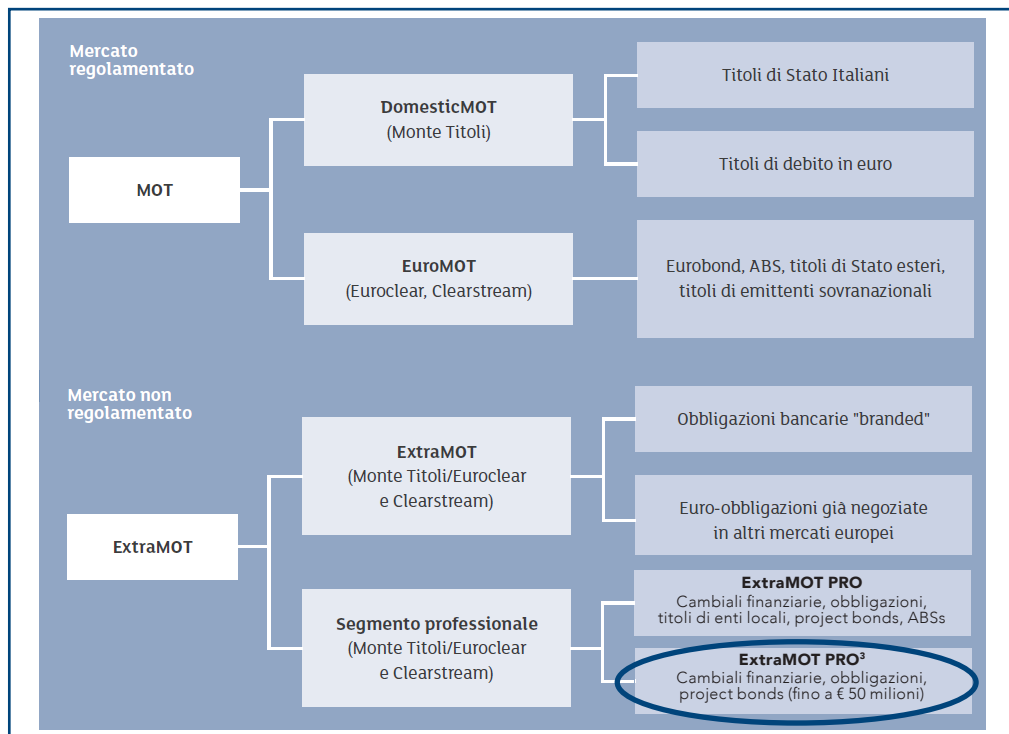 Mercato
regolamentato
MOT
DomesticMOT
(Monte Titoli)
Titoli di Stato Italiani
Titoli di debito in euro
EuroMOT
(Euroclear, Clearstream)
Eurobond, ABS, titoli di Stato esteri,
titoli di emittenti sovranazionali
Mercato non
regolamentato
ExtraMOT
ExtraMOT
(Monte Titoli/Euroclear
e Clearstream)
Obbligazioni bancarie "branded"
Euro-obbligazioni già negoziate
in altri mercati europei
Segmento professionale
(Monte Titoli/Euroclear
e Clearstream)
ExtraMOT PRO
Cambiali finanziarie, obbligazioni,
titoli di enti locali, project bonds, ABSs
ExtraMOT PRO³
Cambiali finanziarie, obbligazioni,
project bonds (fino a € 50 milioni)